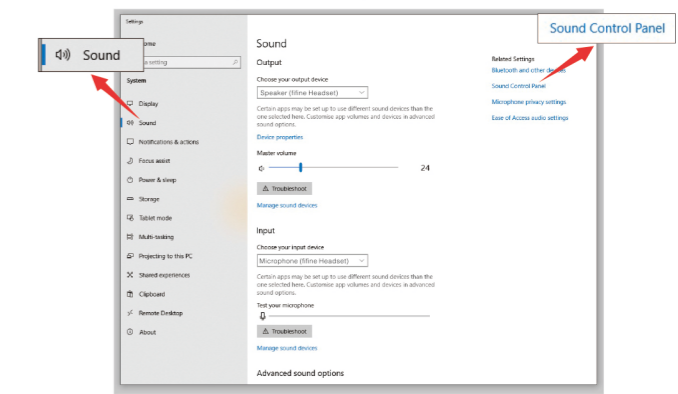 Settings
Sound Control Panel
Sound
Home
a setting
System
Display
Sound
Notifications & actions
Focus assist
Power & sleep
Storage
Tablet mode
Multi-tasking
Projecting to this PC
Shared experiences
Clipboard
Remote Desktop
About
Sound
Output
Choose your output device
Speaker (fifine Headset)
Certain apps may be set up to use different sound devices than the
one selected here. Customise app volumes and devices in advanced
sound options.
Device properties
Master volume
24
Troubleshoot
Manage sound devices
Input
Choose your input device
Microphone (fifine Headset)
Certain apps may be set up to use different sound devices than the
one selected here. Customise app volumes and devices in advanced
sound options.
Test your microphone
Troubleshoot
Manage sound devices
Advanced sound options
Related Settings
Bluetooth and other devices
Sound Control Panel
Microphone privacy settings
Ease of Access audio settings